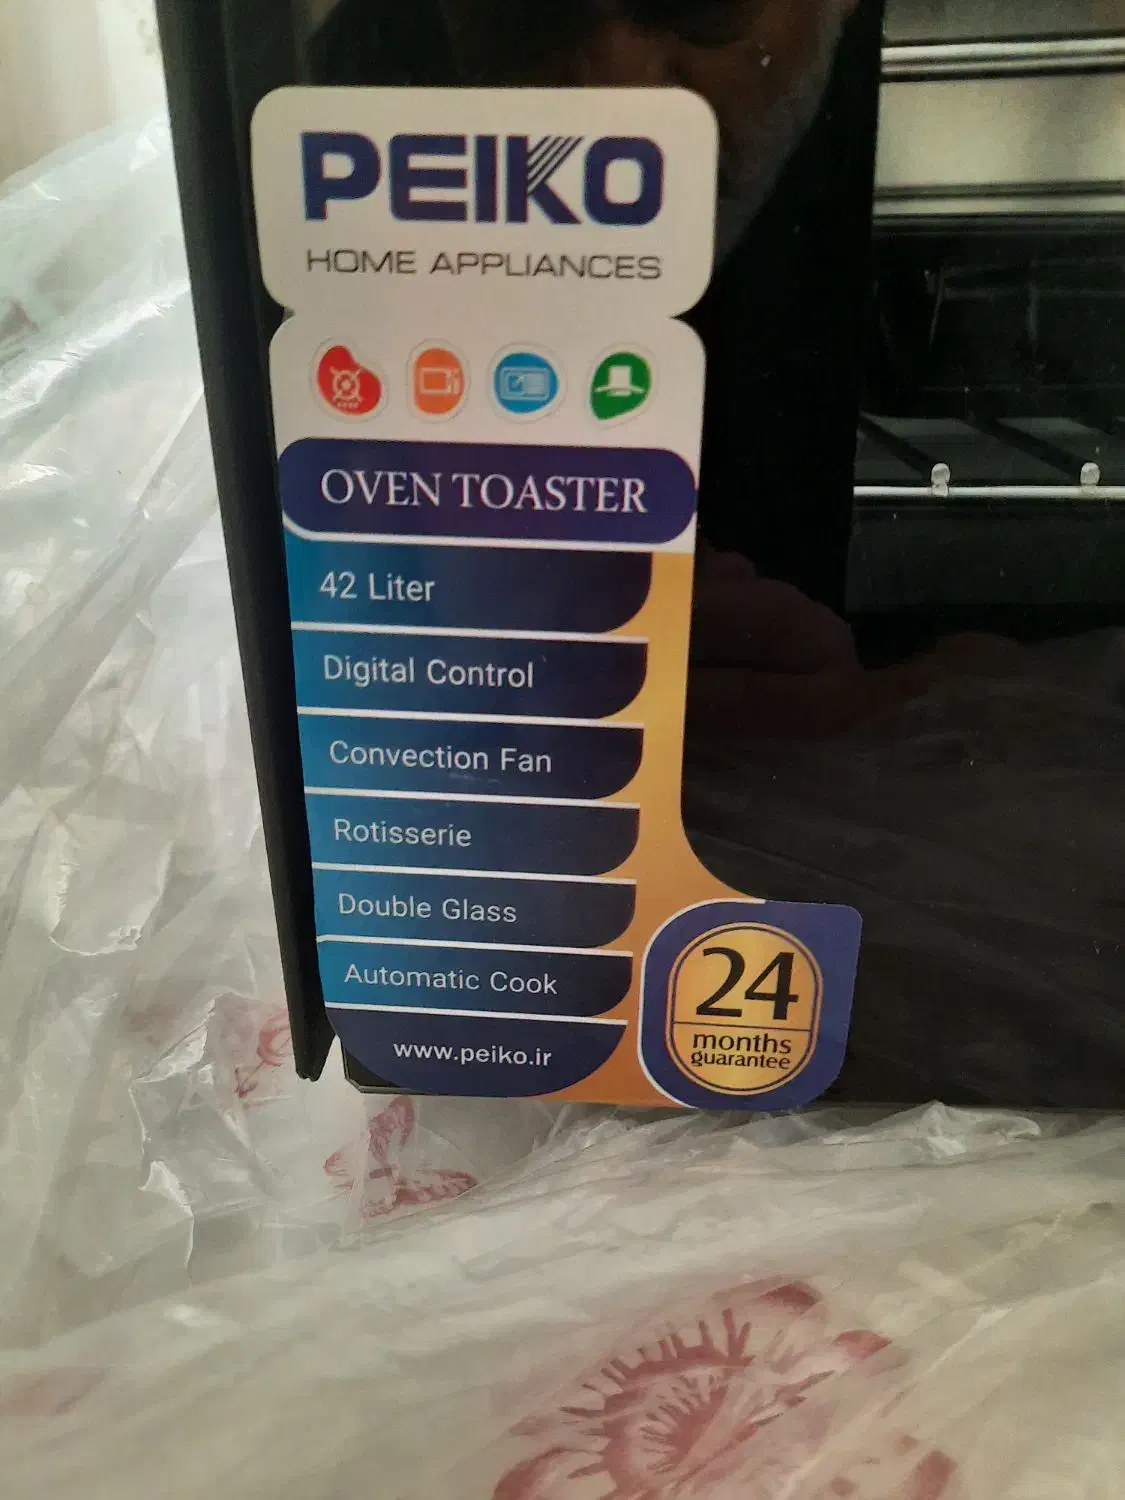 PEIKO
HOME APPLIANCES
OVEN TOASTER
42 Liter
Digital Control
Convection Fan
Rotisserie
Double Glass
Automatic Cook
www.peiko.ir
24
months
guarantee